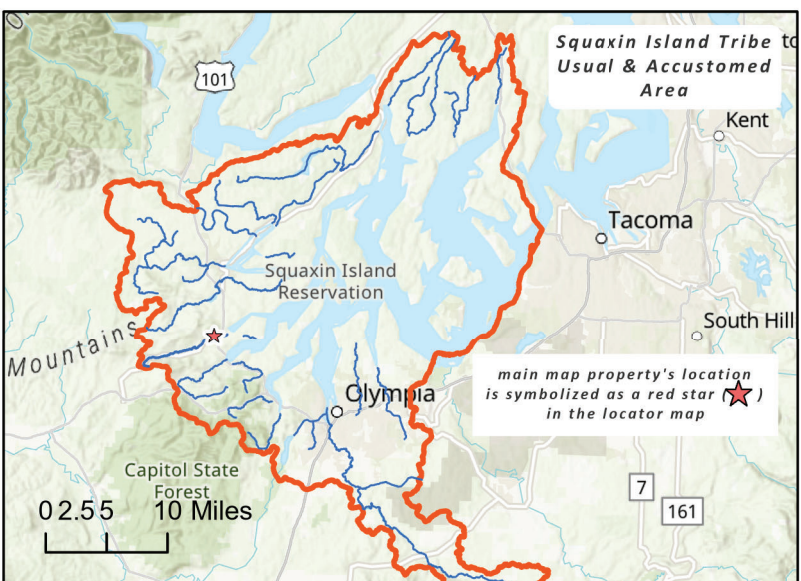 Squaxin Island Tribe
Usual & Accustomed
Area
101
Kent
Tacoma
Squaxin Island
Reservation
South Hill
Mountains
main map property's location
is symbolized as a red star ( )
in the locator map
Olympia
Capitol State
Forest
7
161
0 2.5 5 10 Miles